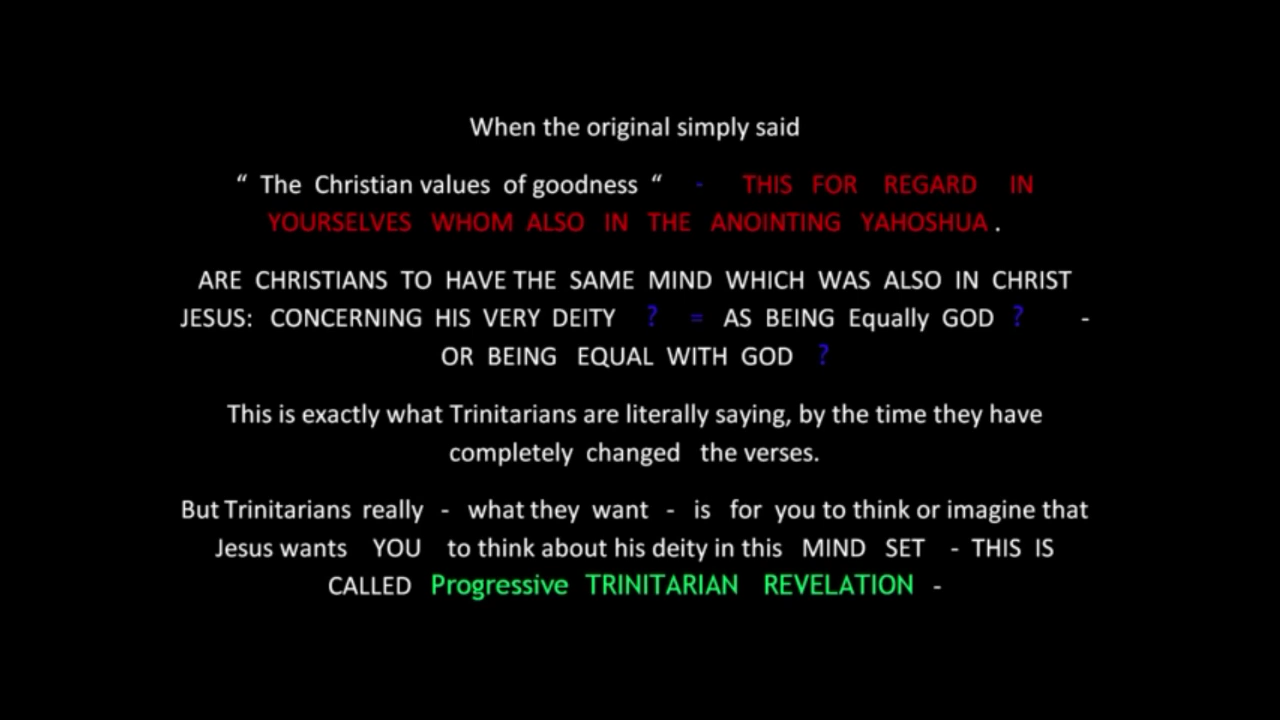 When the original simply said
“ The Christian values of goodness “ - THIS FOR REGARD IN
YOURSELVES WHOM ALSO IN THE ANOINTING YAHOSHUA .
ARE CHRISTIANS TO HAVE THE SAME MIND WHICH WAS ALSO IN CHRIST
JESUS: CONCERNING HIS VERY DEITY ? = AS BEING Equally GOD ? -
OR BEING EQUAL WITH GOD ?
This is exactly what Trinitarians are literally saying, by the time they have
completely changed the verses.
But Trinitarians really - what they want - is for you to think or imagine that
Jesus wants YOU to think about his deity in this MIND SET - THIS IS
CALLED Progressive TRINITARIAN REVELATION -